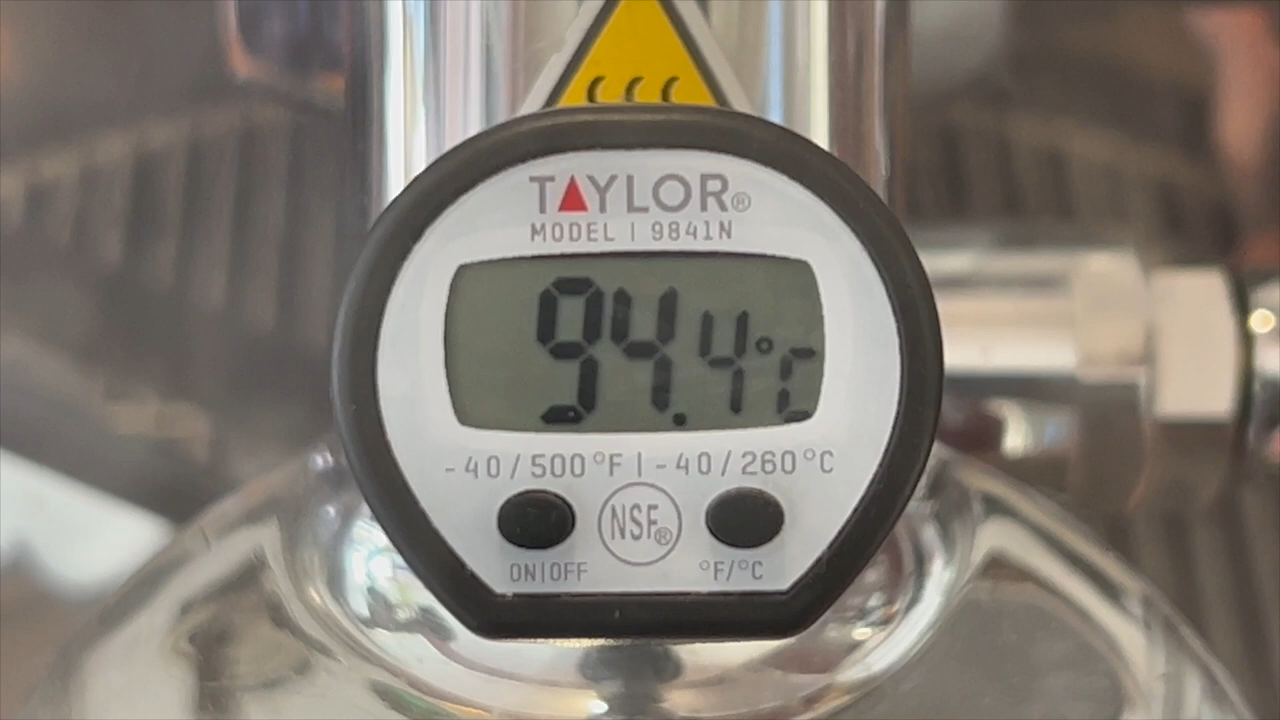 TAYLOR®
MODEL | 9841N
94.4°C
-40/500°F | -40/260°C
NSF®
ON|OFF
°F/°C